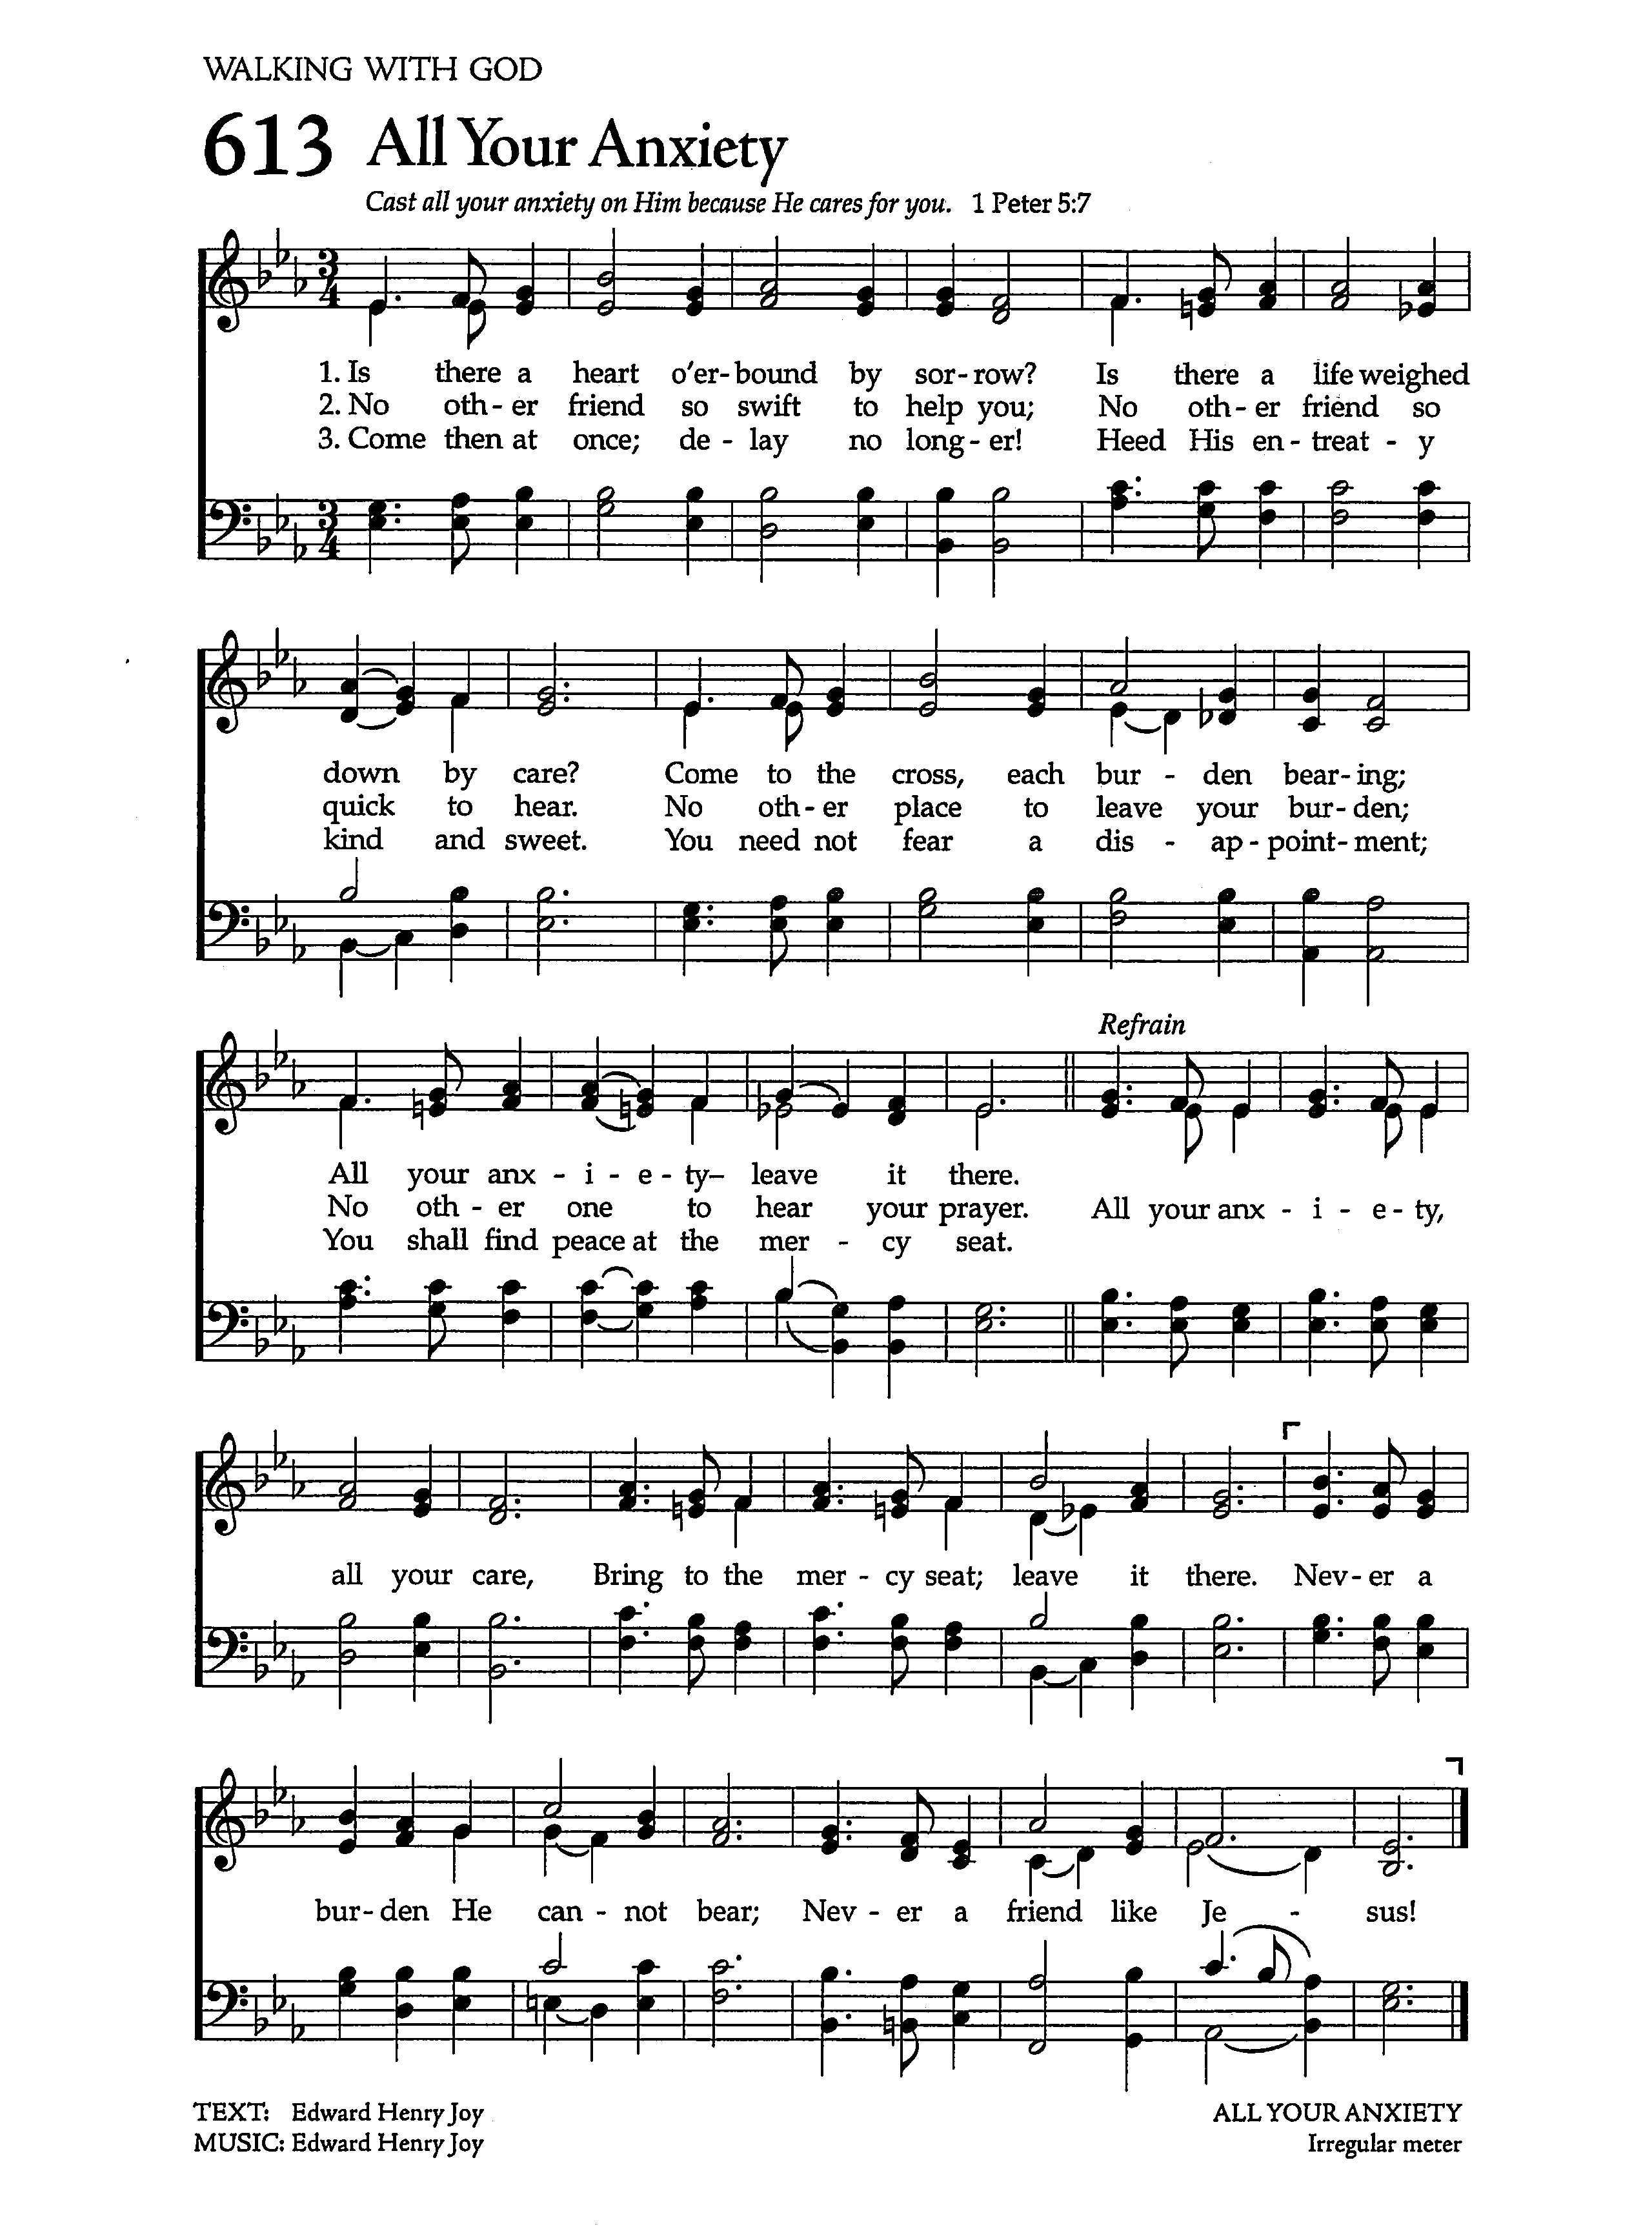 WALKING WITH GOD
613 All Your Anxiety
Cast all your anxiety on Him because He cares for you. 1 Peter 5:7
3 4
1. Is there a heart o'er-bound by sor-row? Is there a life weighed
2. No oth-er friend so swift to help you; No oth-er friend so
3. Come then at once; de-lay no long-er! Heed His en-treat-y
3 4
down by care? Come to the cross, each bur-den bear-ing;
quick to hear. No oth-er place to leave your bur-den;
kind and sweet. You need not fear a dis-ap-point-ment;
Refrain
All your anx-i-e-ty– leave it there.
No oth-er one to hear your prayer. All your anx-i-e-ty,
You shall find peace at the mer-cy seat.
all your care, Bring to the mer-cy seat; leave it there. Nev-er a
bur-den He can-not bear; Nev-er a friend like Je-sus!
TEXT: Edward Henry Joy ALL YOUR ANXIETY
MUSIC: Edward Henry Joy Irregular meter